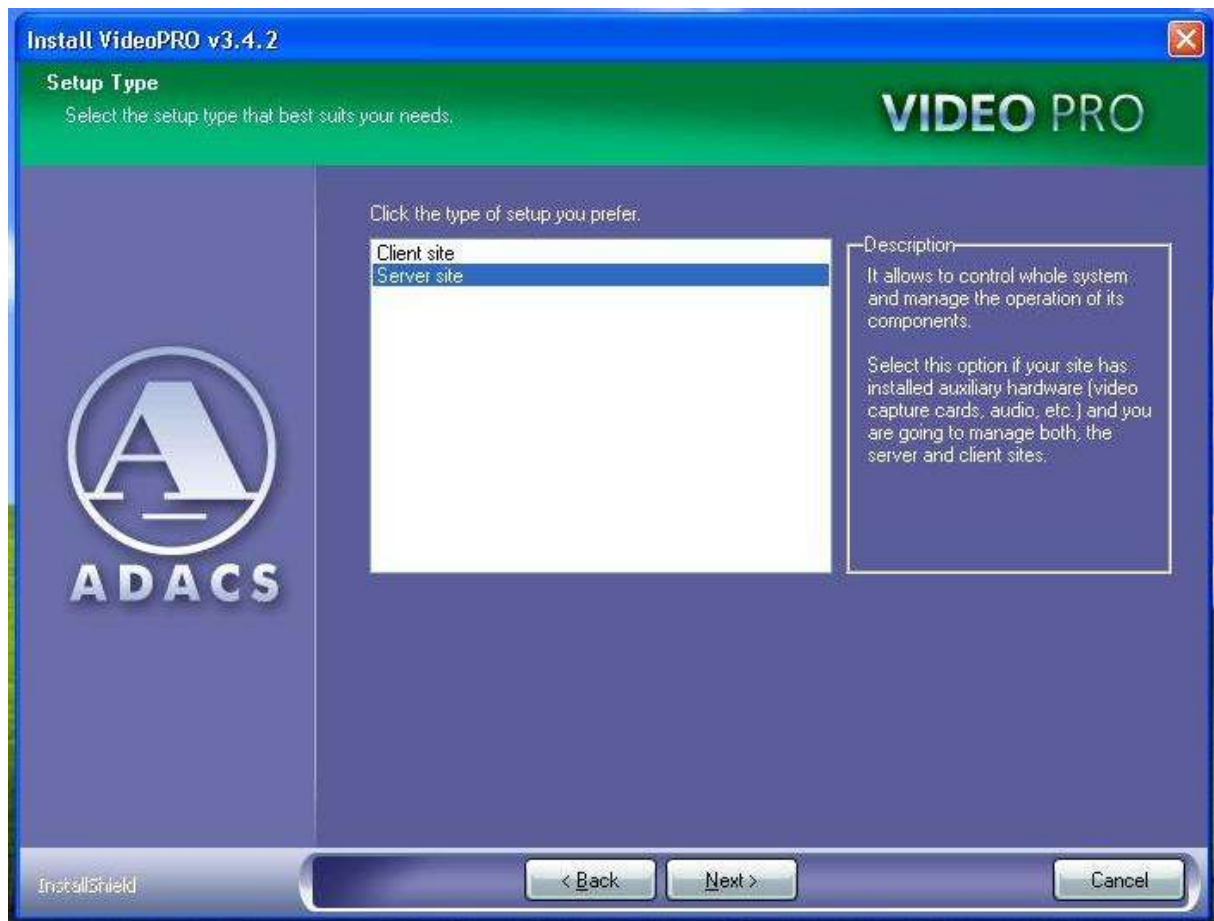 Install VideoPRO v3.4.2
Setup Type
Select the setup type that best suits your needs.
VIDEO PRO
Click the type of setup you prefer.
Client site
Server site
Description
It allows to control whole system
and manage the operation of its
components.
Select this option if your site has
installed auxiliary hardware (video
capture cards, audio, etc.) and you
are going to manage both, the
server and client sites.
A
ADACS
InstallShield
< Back
Next >
Cancel